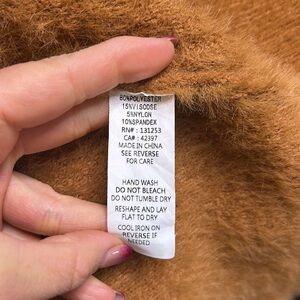 80%POLYESTER
15%VISCOSE
5%NYLON
10%SPANDEX
RN# : 131253
CA# : 42397
MADE IN CHINA
SEE REVERSE
FOR CARE
HAND WASH
DO NOT BLEACH
DO NOT TUMBLE DRY
RESHAPE AND LAY
FLAT TO DRY
COOL IRON ON
REVERSE IF
NEEDED